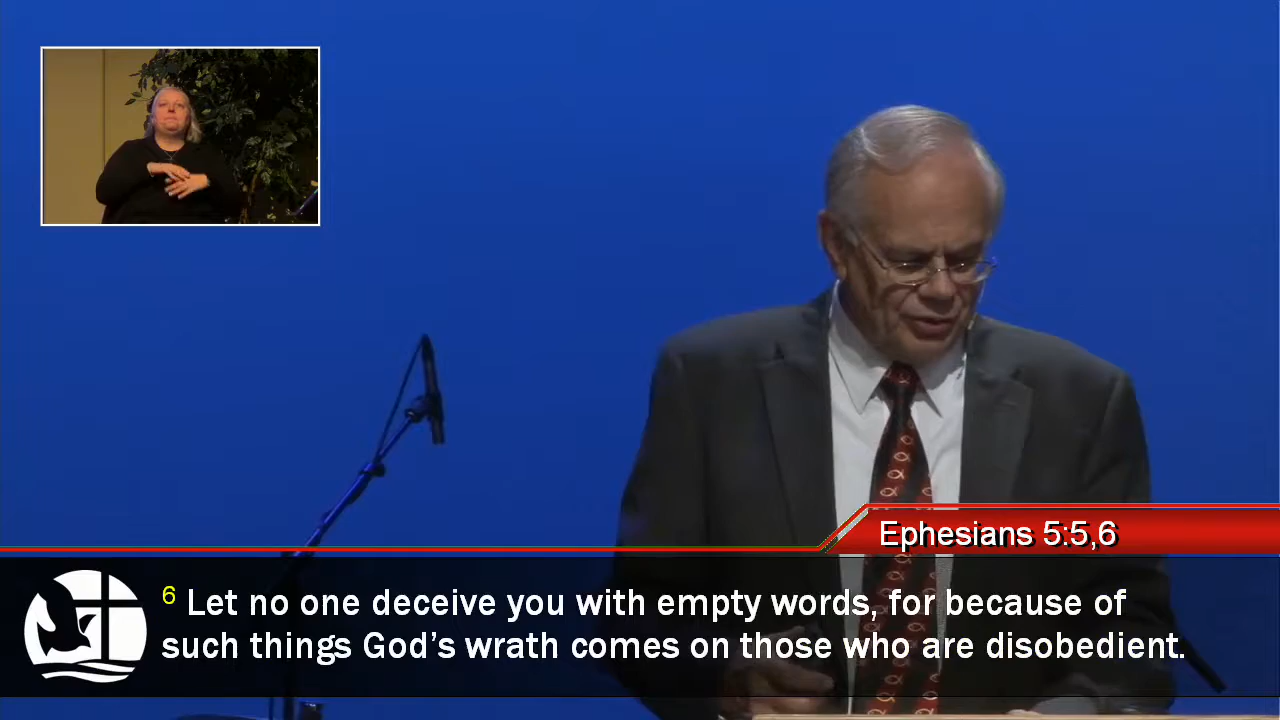 Ephesians 5:5,6
6 Let no one deceive you with empty words, for because of
such things God’s wrath comes on those who are disobedient.